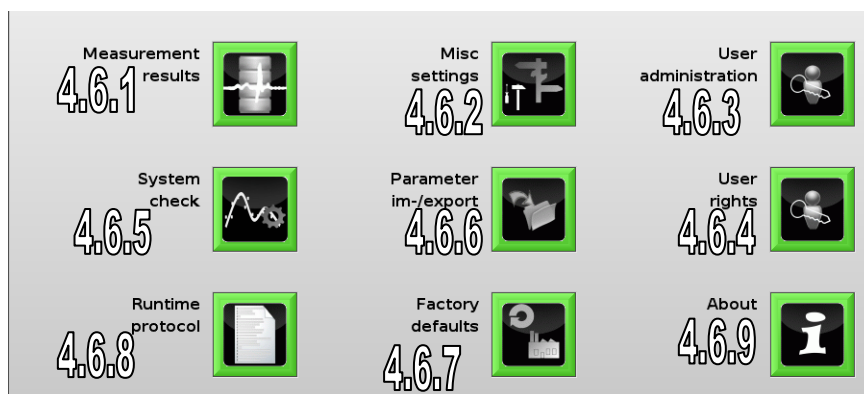 Measurement
results
4.6.1
Misc
settings
4.6.2
User
administration
4.6.3
System
check
4.6.5
Parameter
im-/export
4.6.6
User
rights
4.6.4
Runtime
protocol
4.6.8
Factory
defaults
4.6.7
About
4.6.9